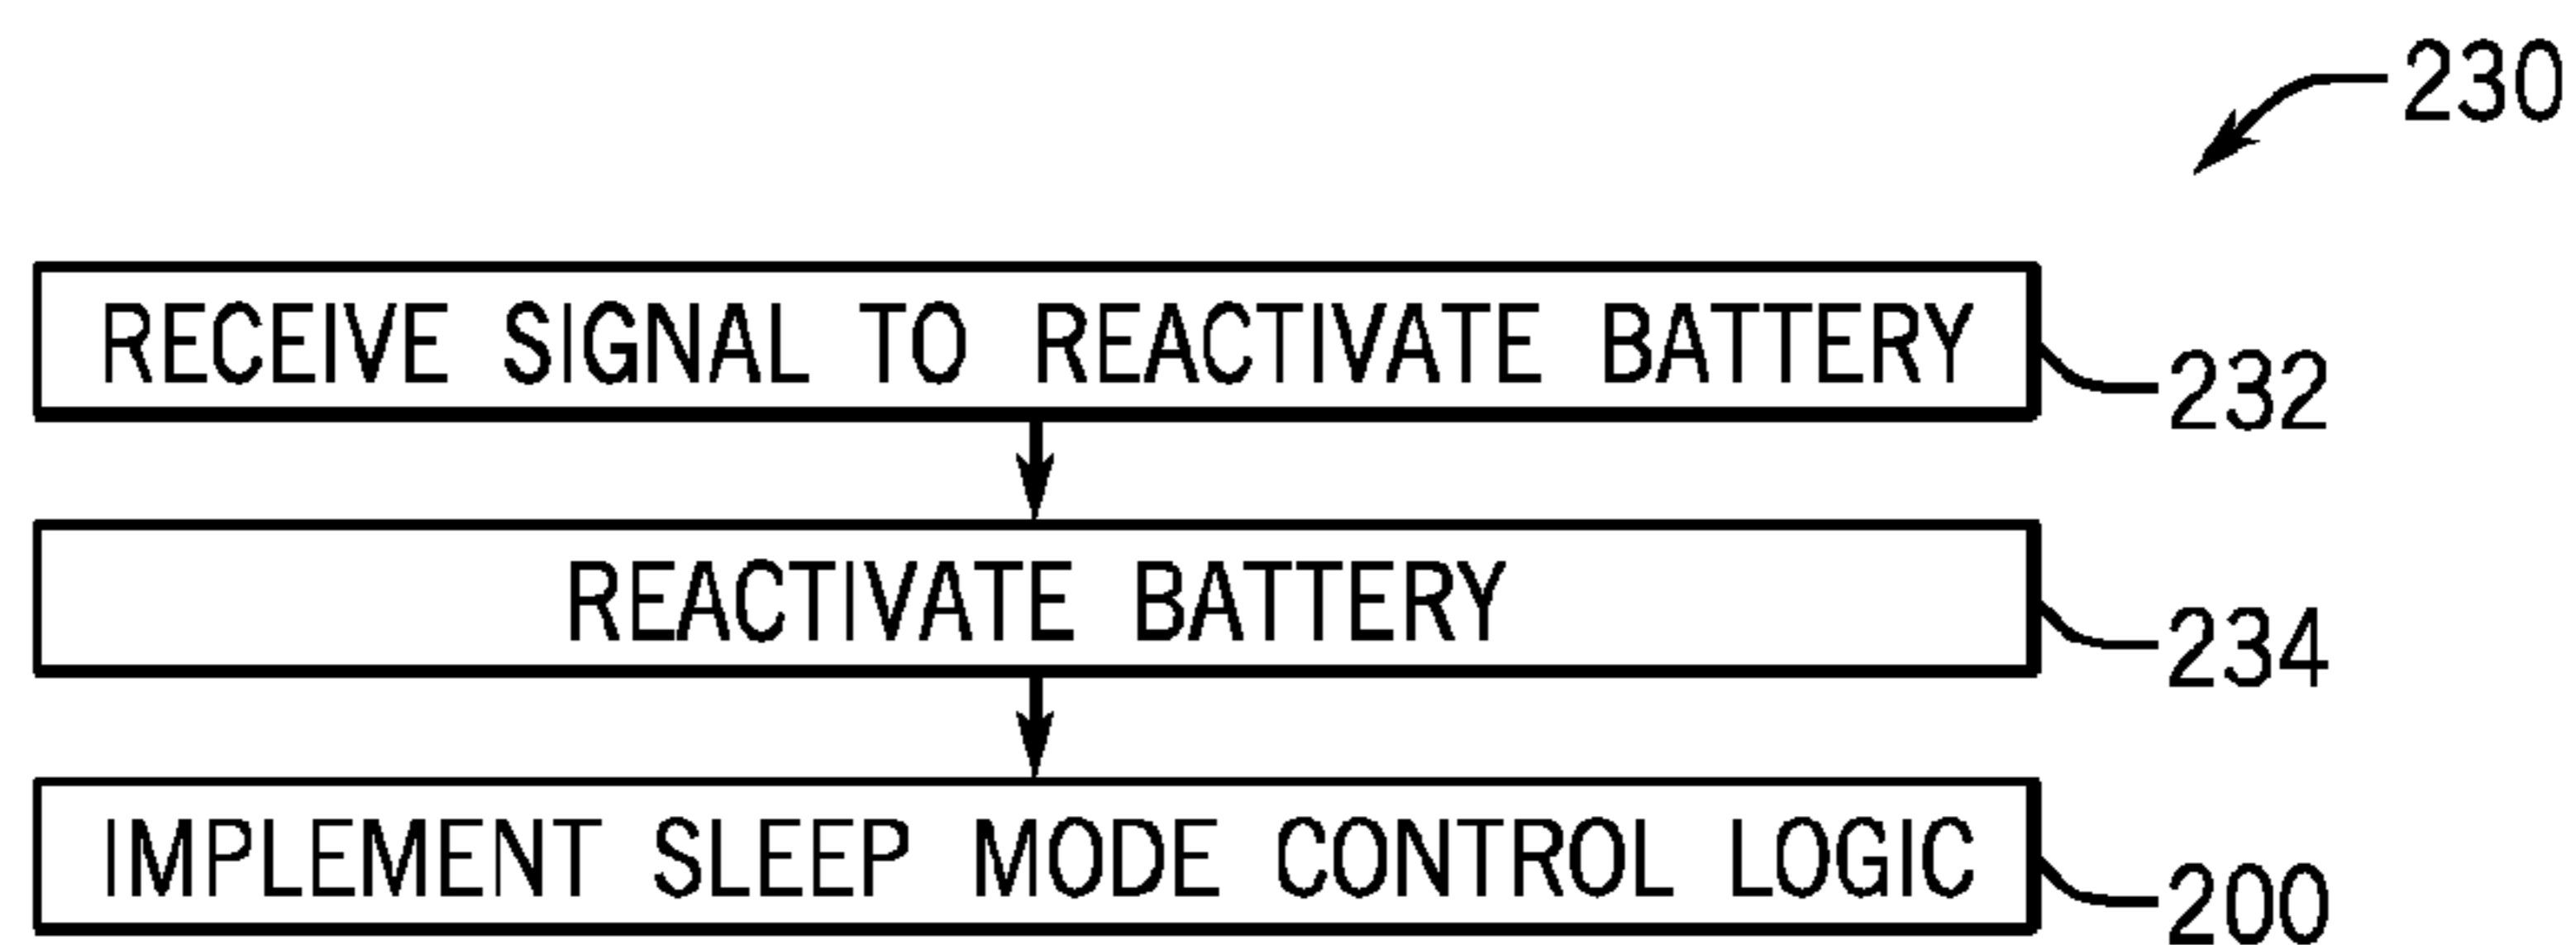 230
RECEIVE SIGNAL TO REACTIVATE BATTERY
232
REACTIVATE BATTERY
234
IMPLEMENT SLEEP MODE CONTROL LOGIC
200